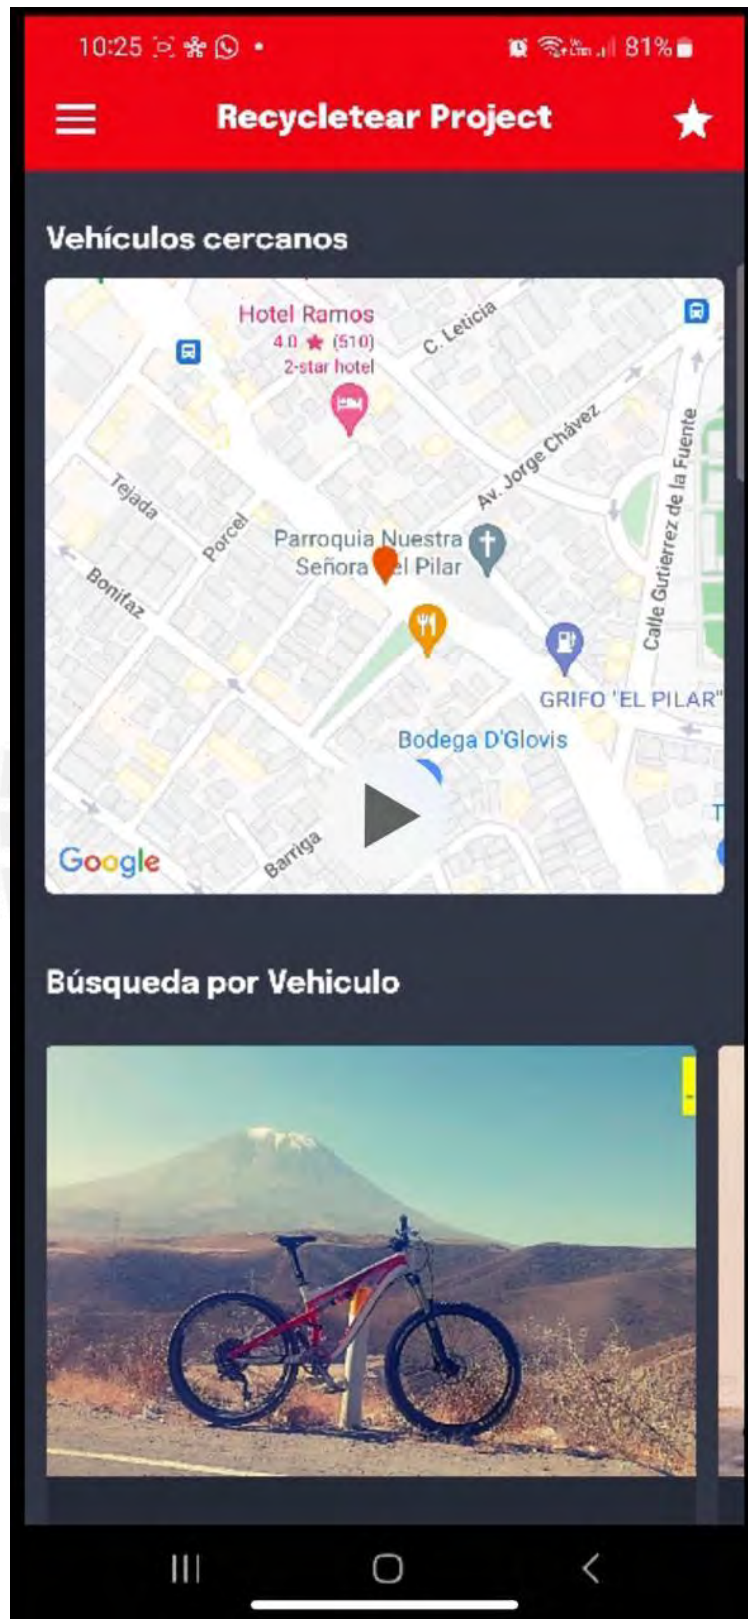 10:25
81%
Recycletear Project
Vehículos cercanos
Hotel Ramos
4.0 ★ (510)
2-star hotel
C. Leticia
Av. Jorge Chávez
Calle Gutierrez de la Fuente
Tejada
Porcel
Bonifaz
Parroquia Nuestra
Señora del Pilar
GRIFO 'EL PILAR"
Bodega D'Glovis
T
Barriga
Google
Búsqueda por Vehiculo